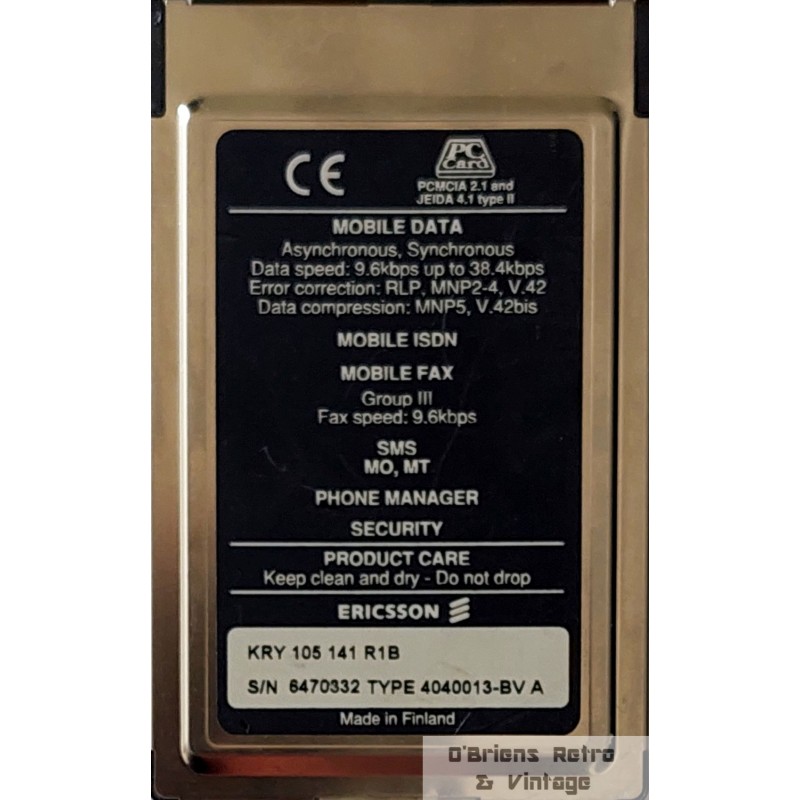 CE
PC
Card
PCMCIA 2.1 and
JEIDA 4.1 type II
MOBILE DATA
Asynchronous, Synchronous
Data speed: 9.6kbps up to 38.4kbps
Error correction: RLP, MNP2-4, V.42
Data compression: MNP5, V.42bis
MOBILE ISDN
MOBILE FAX
Group III
Fax speed: 9.6kbps
SMS
MO, MT
PHONE MANAGER
SECURITY
PRODUCT CARE
Keep clean and dry - Do not drop
ERICSSON
KRY 105 141 R1B
S/N 6470332 TYPE 4040013-BV A
Made in Finland
O'Briens Retro
& Vintage